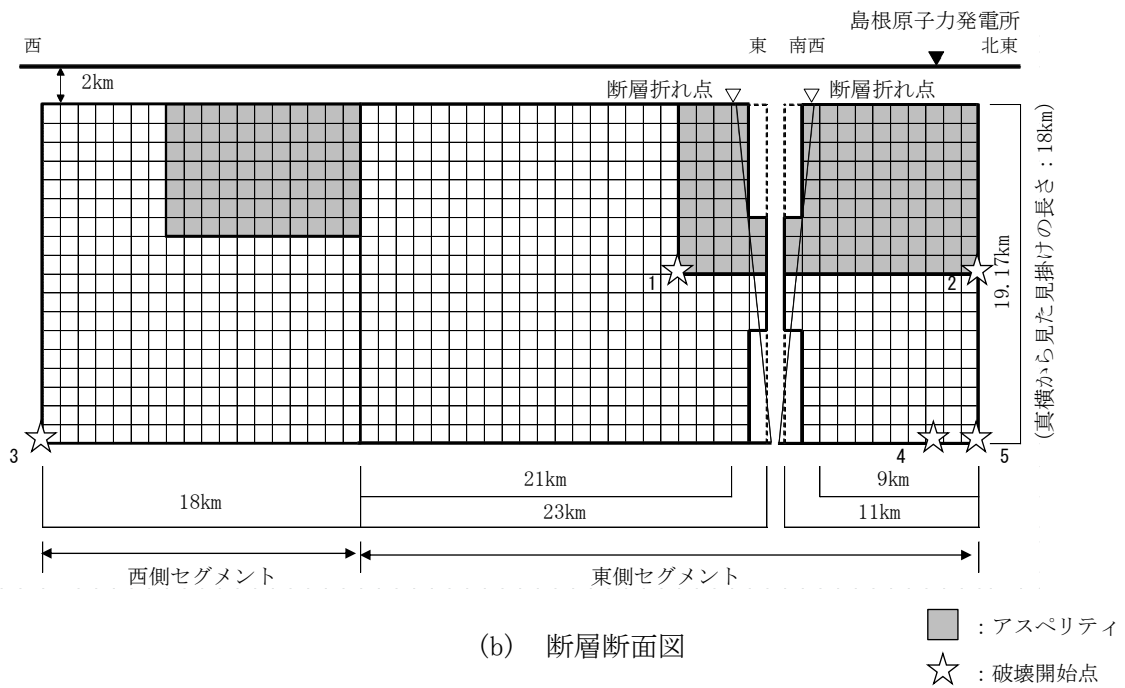 島根原子力発電所
西
東
南西
北東
2km
断層折れ点
断層折れ点
19.17km
(真横から見た見掛けの長さ:18km)
1
2
3
4
5
21km
9km
18km
23km
11km
西側セグメント
東側セグメント
(b) 断層断面図
:アスペリティ
:破壊開始点